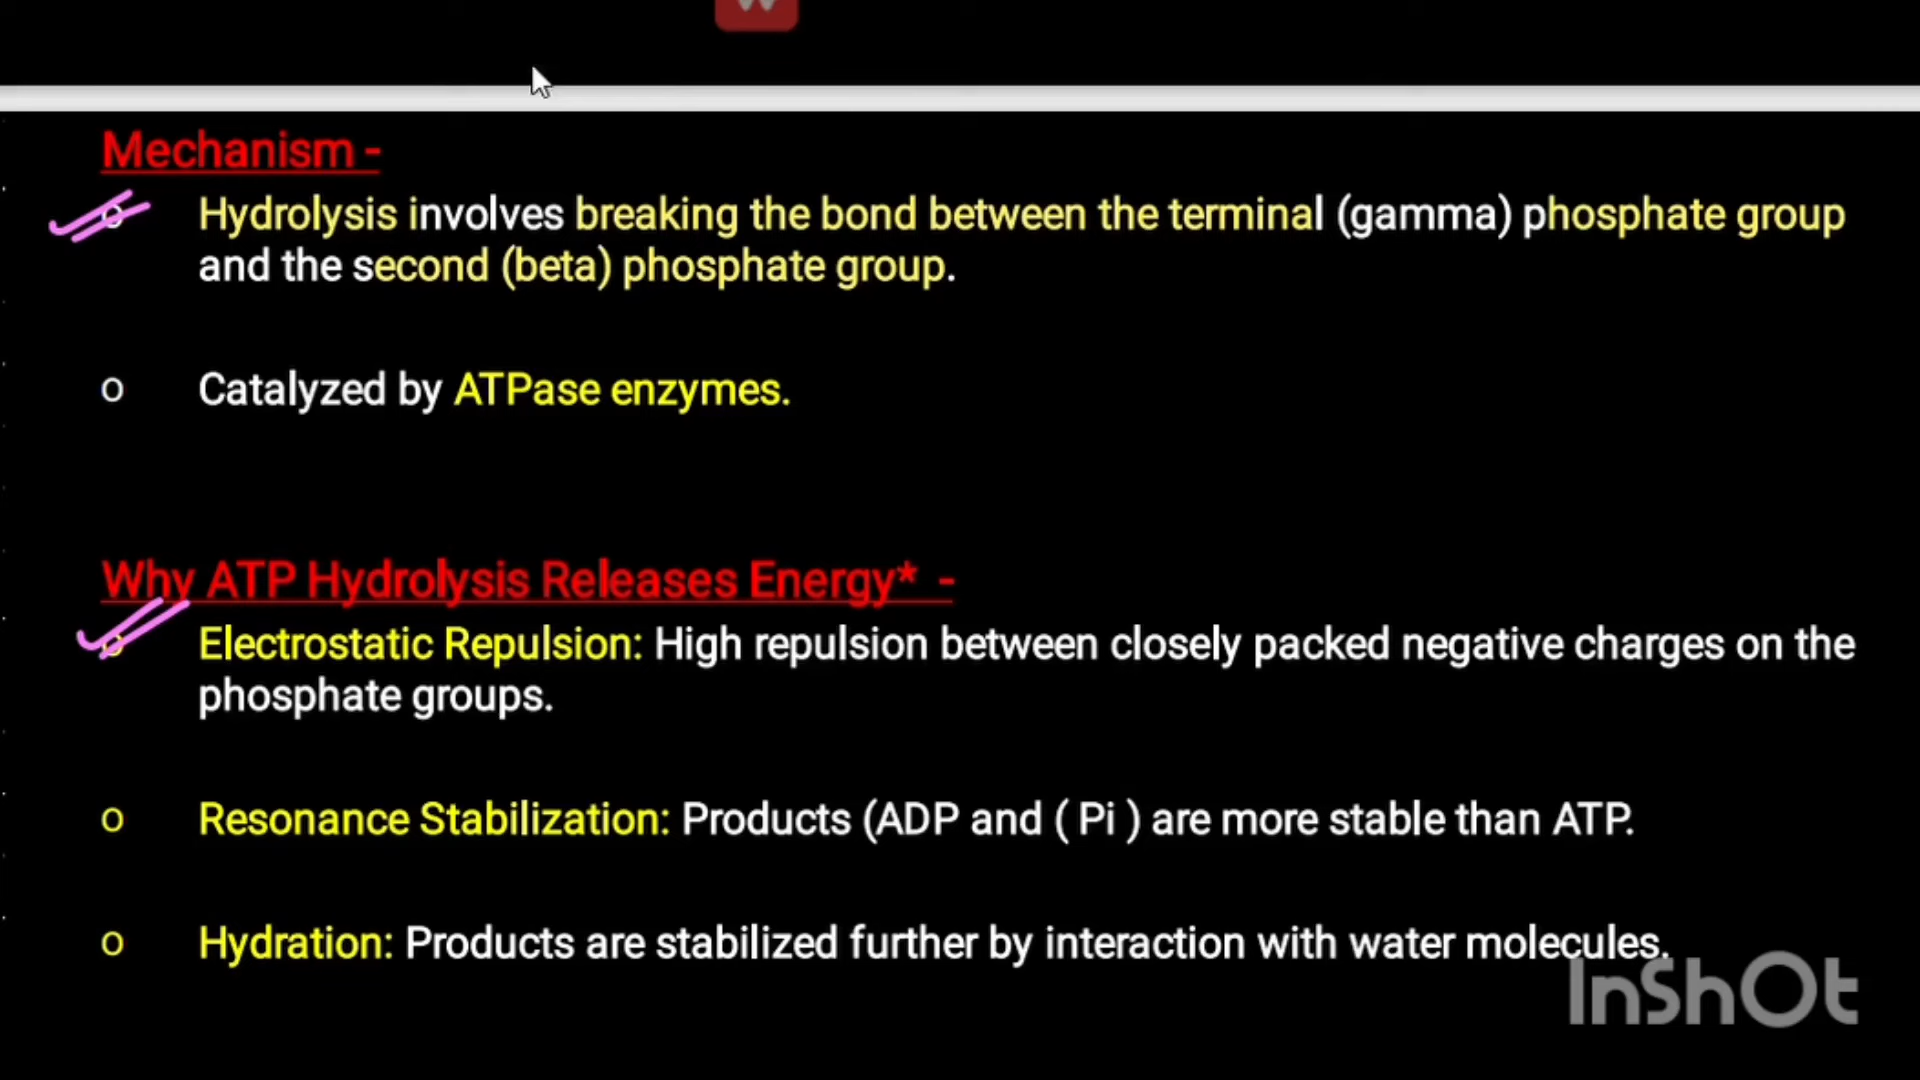 Mechanism -
o Hydrolysis involves breaking the bond between the terminal (gamma) phosphate group
and the second (beta) phosphate group.
o Catalyzed by ATPase enzymes.
Why ATP Hydrolysis Releases Energy* -
o Electrostatic Repulsion: High repulsion between closely packed negative charges on the
phosphate groups.
o Resonance Stabilization: Products (ADP and ( Pi ) are more stable than ATP.
o Hydration: Products are stabilized further by interaction with water molecules.
InShOt